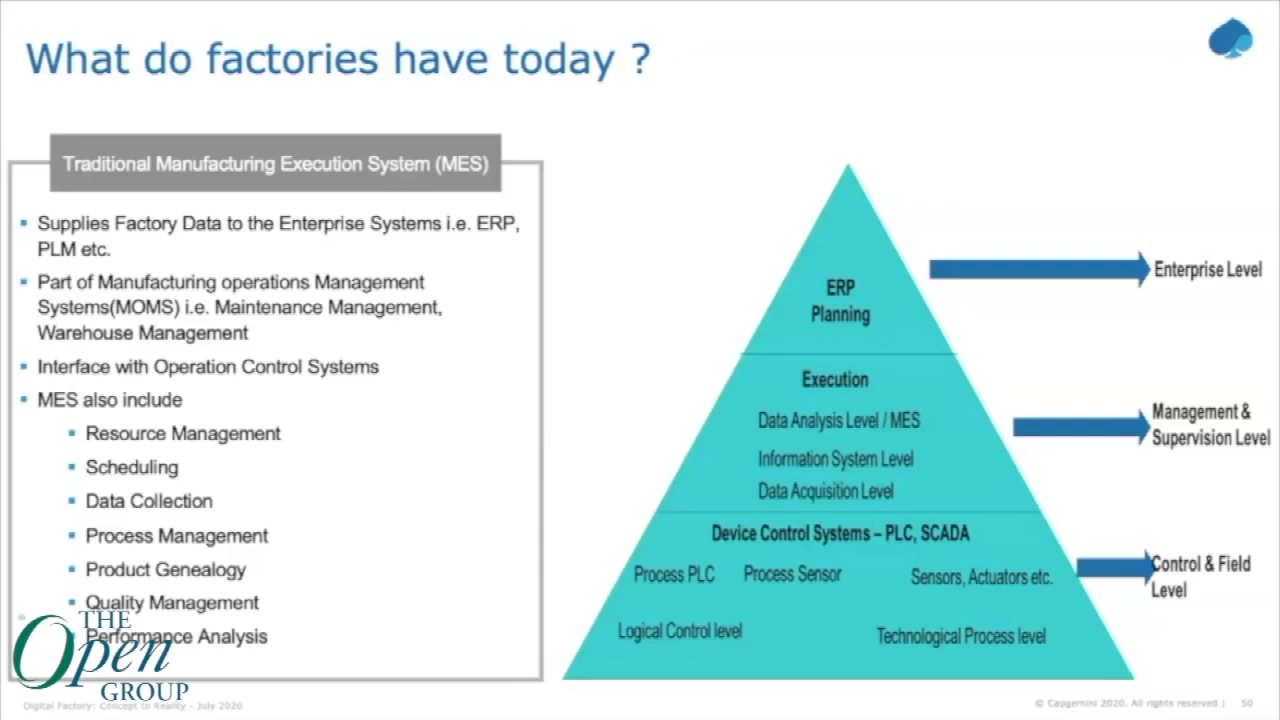 What do factories have today ?
Traditional Manufacturing Execution System (MES)
Supplies Factory Data to the Enterprise Systems i.e. ERP,
PLM etc.
Part of Manufacturing operations Management
Systems(MOMS) i.e. Maintenance Management,
Warehouse Management
Interface with Operation Control Systems
MES also include
Resource Management
Scheduling
Data Collection
Process Management
Product Genealogy
Quality Management
Performance Analysis
ERP
Planning
Execution
Data Analysis Level / MES
Information System Level
Data Acquisition Level
Device Control Systems – PLC, SCADA
Process PLC
Process Sensor
Sensors, Actuators etc.
Logical Control level
Technological Process level
Enterprise Level
Management &
Supervision Level
Control & Field
Level
®
THE
Open
GROUP
Digital Factory: Concept to Reality - July 2020
© Capgemini 2020. All rights reserved |
50